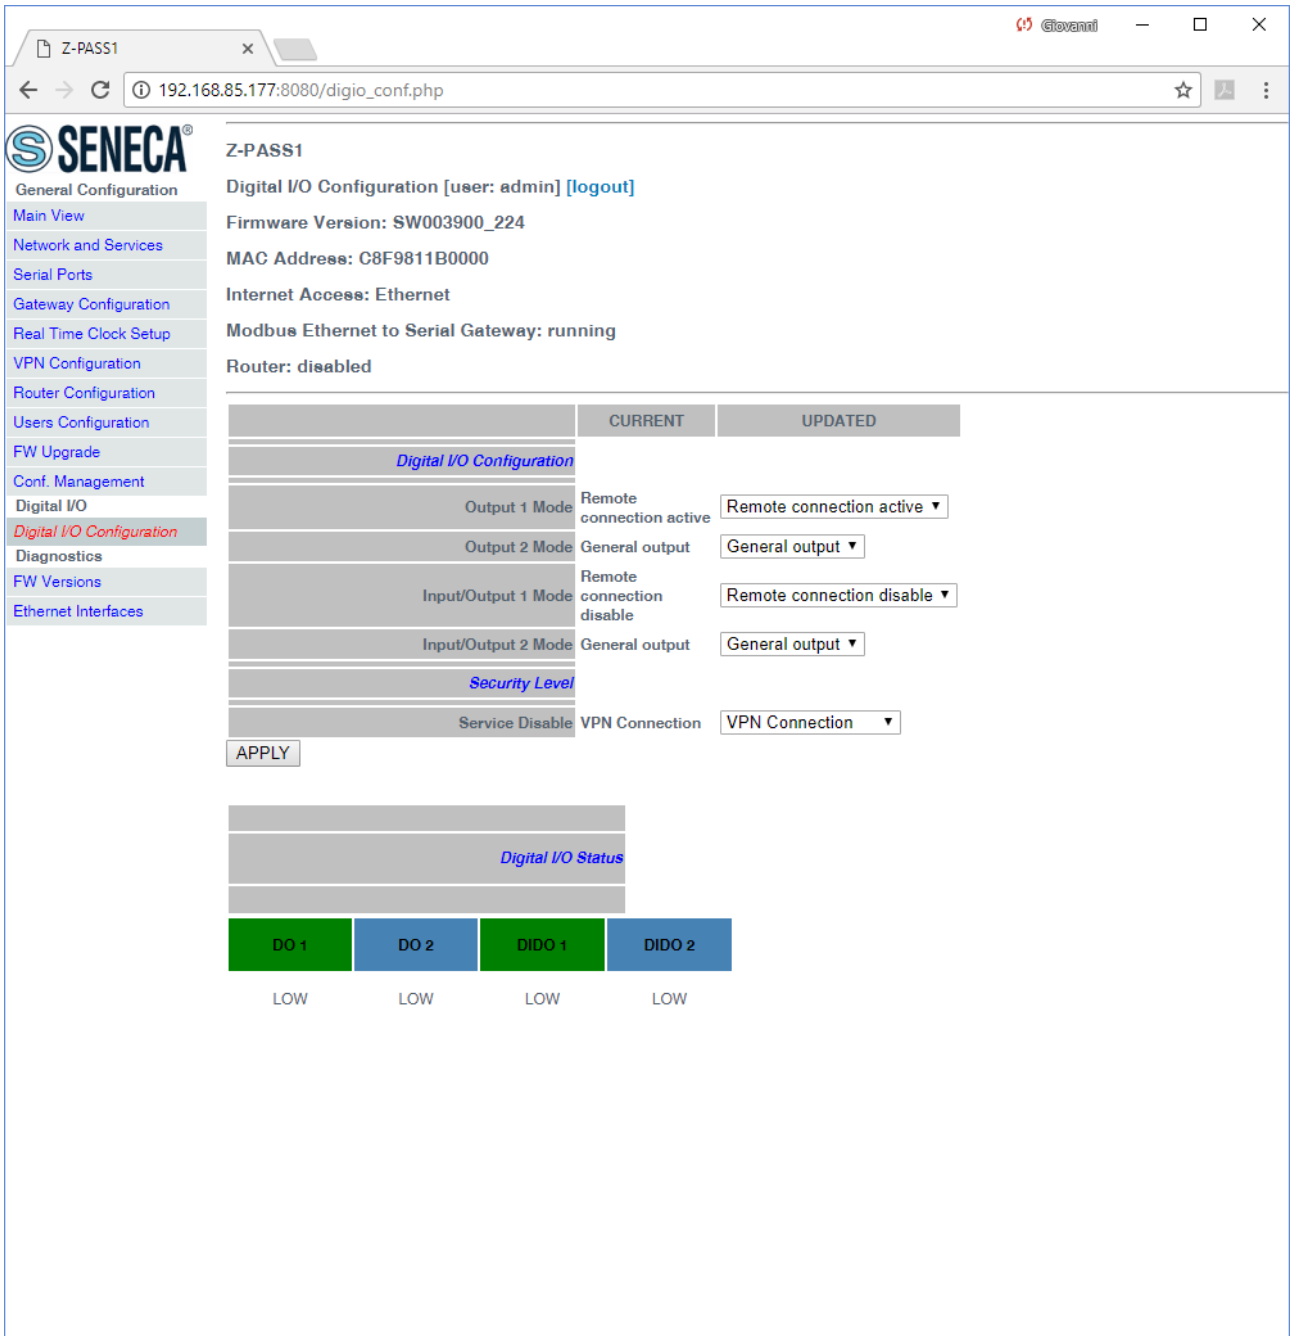 Giovanni
Z-PASS1
192.168.85.177:8080/digio_conf.php
SENECA®
General Configuration
Main View
Network and Services
Serial Ports
Gateway Configuration
Real Time Clock Setup
VPN Configuration
Router Configuration
Users Configuration
FW Upgrade
Conf. Management
Digital I/O
Digital I/O Configuration
Diagnostics
FW Versions
Ethernet Interfaces
Z-PASS1
Digital I/O Configuration [user: admin] [logout]
Firmware Version: SW003900_224
MAC Address: C8F9811B0000
Internet Access: Ethernet
Modbus Ethernet to Serial Gateway: running
Router: disabled
CURRENT UPDATED
Digital I/O Configuration
Output 1 Mode Remote connection active Remote connection active
Output 2 Mode General output General output
Input/Output 1 Mode Remote connection disable Remote connection disable
Input/Output 2 Mode General output General output
Security Level
Service Disable VPN Connection VPN Connection
APPLY
Digital I/O Status
DO 1 DO 2 DIDO 1 DIDO 2
LOW LOW LOW LOW